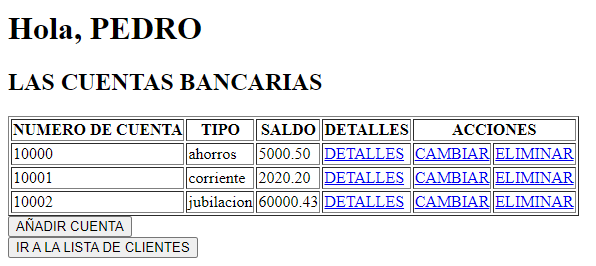 Hola, PEDRO
LAS CUENTAS BANCARIAS
NUMERO DE CUENTA TIPO SALDO DETALLES ACCIONES
10000 ahorros 5000.50 DETALLES CAMBIAR ELIMINAR
10001 corriente 2020.20 DETALLES CAMBIAR ELIMINAR
10002 jubilacion 60000.43 DETALLES CAMBIAR ELIMINAR
AÑADIR CUENTA
IR A LA LISTA DE CLIENTES